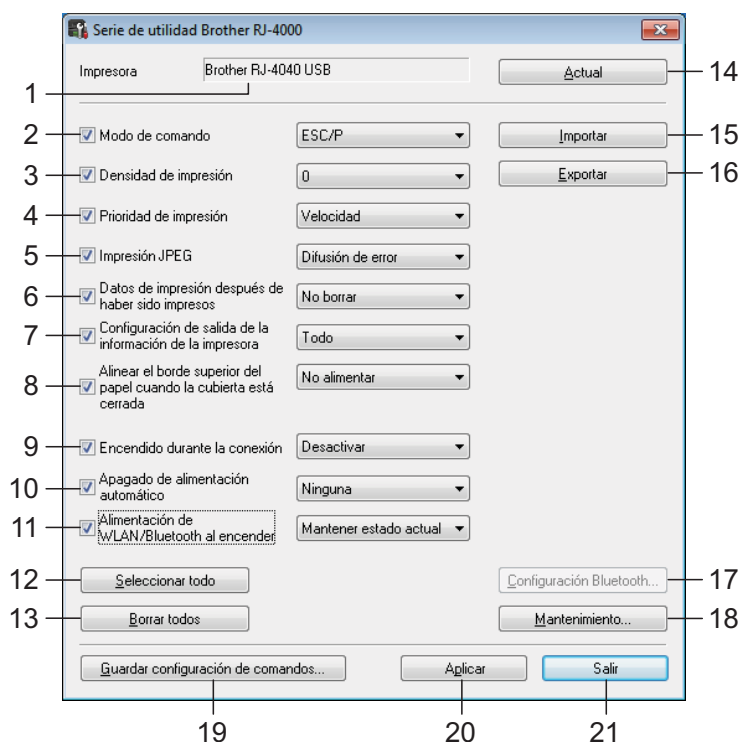 Serie de utilidad Brother RJ-4000
Impresora
Brother RJ-4040 USB
Actual
14
1
2
Modo de comando
ESC/P
Importar
15
3
Densidad de impresión
0
Exportar
16
4
Prioridad de impresión
Velocidad
5
Impresión JPEG
Difusión de error
6
Datos de impresión después de
haber sido impresos
No borrar
7
Configuración de salida de la
información de la impresora
Todo
8
Alinear el borde superior del
papel cuando la cubierta está
cerrada
No alimentar
9
Encendido durante la conexión
Desactivar
10
Apagado de alimentación
automático
Ninguna
11
Alimentación de
WLAN/Bluetooth al encender
Mantener estado actual
12
Seleccionar todo
Configuración Bluetooth...
17
13
Borrar todos
Mantenimiento...
18
Guardar configuración de comandos...
Aplicar
Salir
19
20
21